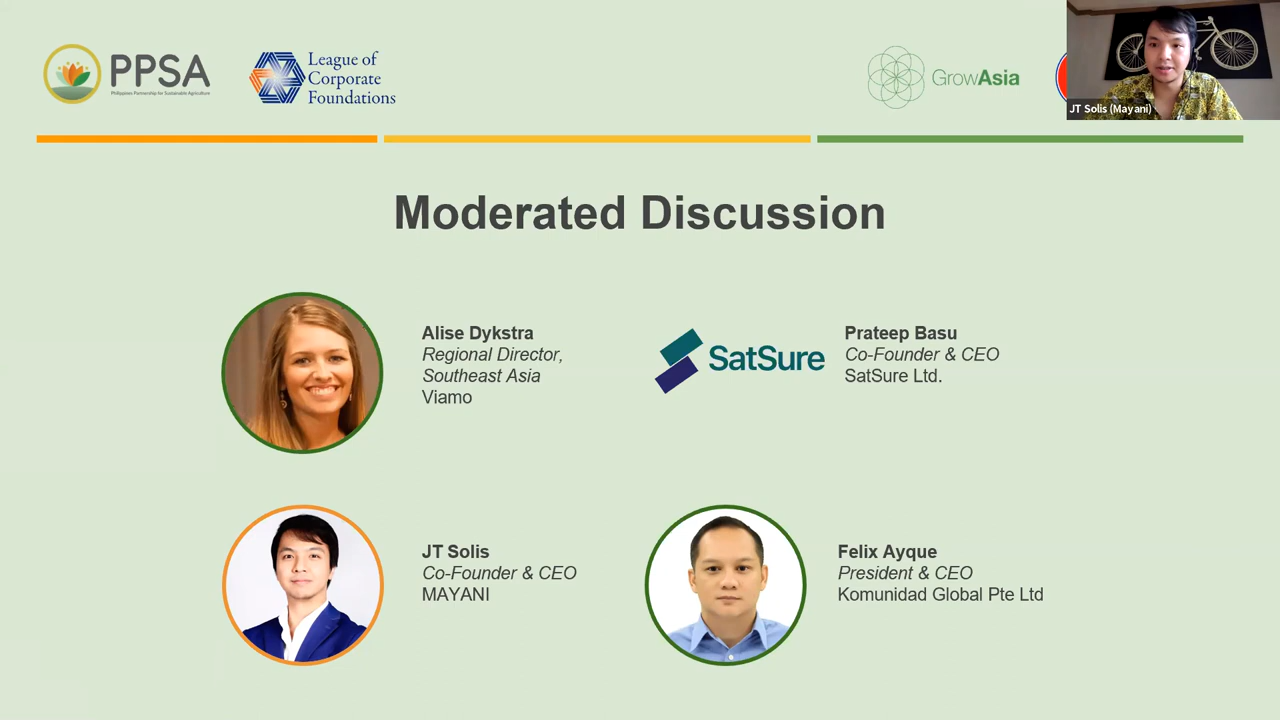 PPSA
Philippines Partnership for Sustainable Agriculture
League of
Corporate
Foundations
GrowAsia
JT Solis (Mayani)
Moderated Discussion
Alise Dykstra
Regional Director,
Southeast Asia
Viamo
SatSure
Prateep Basu
Co-Founder & CEO
SatSure Ltd.
JT Solis
Co-Founder & CEO
MAYANI
Felix Ayque
President & CEO
Komunidad Global Pte Ltd